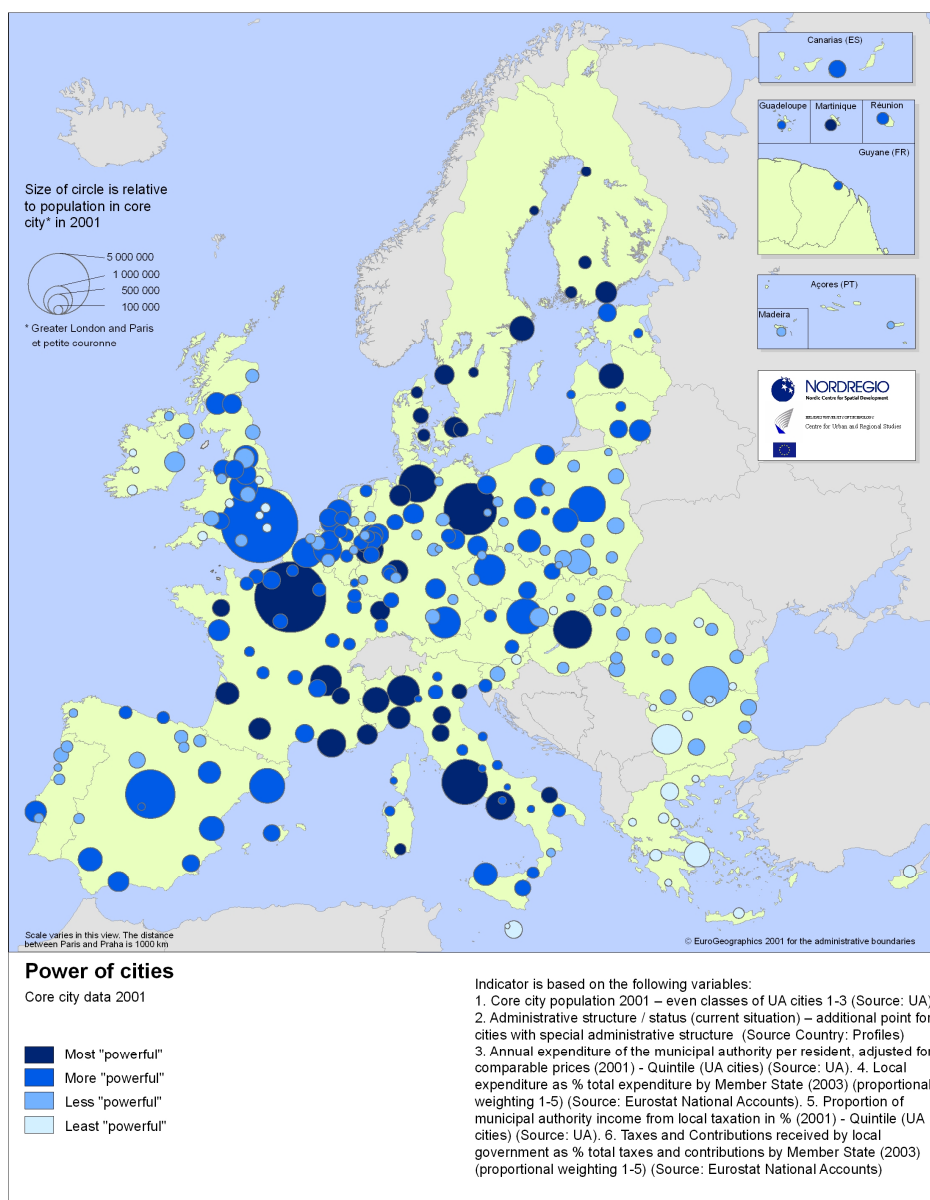 Canarias (ES)
Guadeloupe
Martinique
Réunion
Guyane (FR)
Size of circle is relative
to population in core
city* in 2001
5 000 000
1 000 000
500 000
100 000
* Greater London and Paris
et petite couronne
Açores (PT)
Madeira
NORDREGIO
Nordic Centre for Spatial Development
Centre for Urban and Regional Studies
Scale varies in this view. The distance
between Paris and Praha is 1000 km
© EuroGeographics 2001 for the administrative boundaries
Power of cities
Core city data 2001
Most "powerful"
More "powerful"
Less "powerful"
Least "powerful"
Indicator is based on the following variables:
1. Core city population 2001 – even classes of UA cities 1-3 (Source: UA)
2. Administrative structure / status (current situation) – additional point for
cities with special administrative structure (Source Country: Profiles)
3. Annual expenditure of the municipal authority per resident, adjusted for
comparable prices (2001) - Quintile (UA cities) (Source: UA). 4. Local
expenditure as % total expenditure by Member State (2003) (proportional
weighting 1-5) (Source: Eurostat National Accounts). 5. Proportion of
municipal authority income from local taxation in % (2001) - Quintile (UA
cities) (Source: UA). 6. Taxes and Contributions received by local
government as % total taxes and contributions by Member State (2003)
(proportional weighting 1-5) (Source: Eurostat National Accounts)